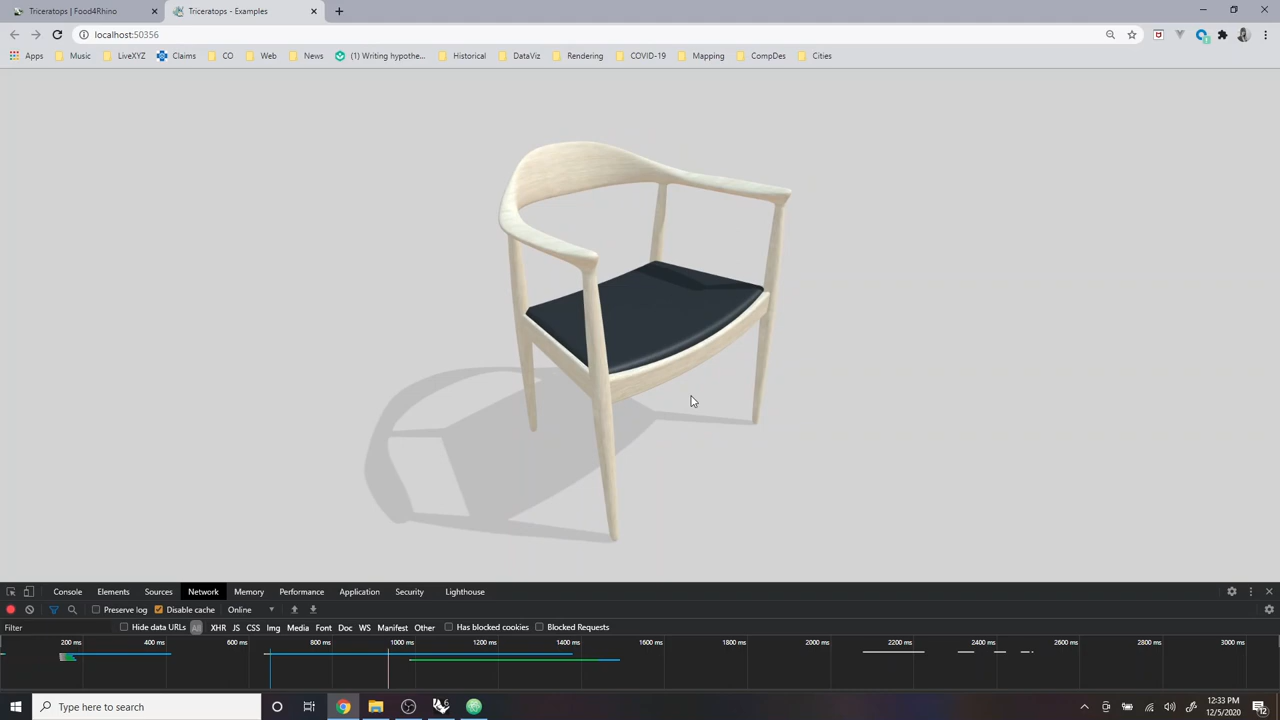 Triceratops | Food4Rhino
Triceratops - Examples
localhost:50356
Apps Music LiveXYZ Claims CO Web News (1) Writing hypothe... Historical DataViz Rendering COVID-19 Mapping CompDes Cities
Console Elements Sources Network Memory Performance Application Security Lighthouse
Preserve log Disable cache Online
Filter Hide data URLs All XHR JS CSS Img Media Font Doc WS Manifest Other Has blocked cookies Blocked Requests
200 ms 400 ms 600 ms 800 ms 1000 ms 1200 ms 1400 ms 1600 ms 1800 ms 2000 ms 2200 ms 2400 ms 2600 ms 2800 ms 3000 ms
Type here to search
12:33 PM
12/5/2020